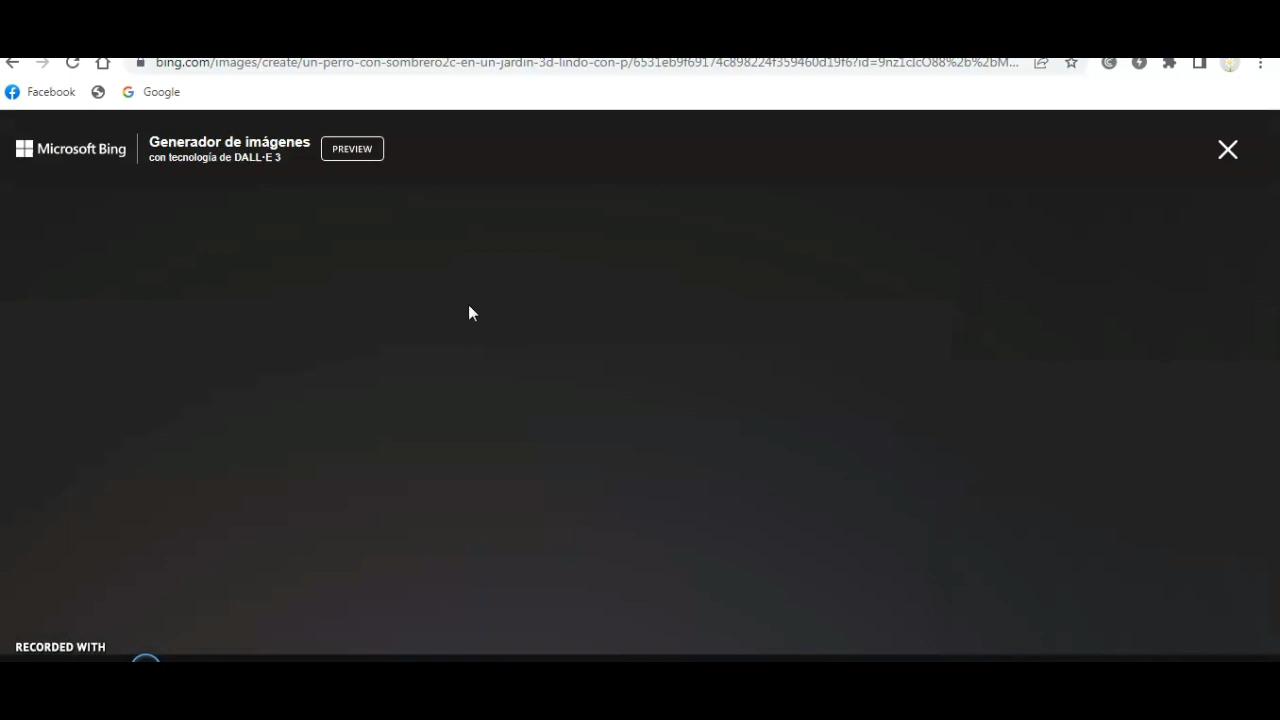 bing.com/images/create/un-perro-con-sombrero2c-en-un-jardin-3d-lindo-con-p/6531eb9f69174c898224f359460d19f6?id=9nz1cIcO88%2b%2bM...
Facebook
Google
Microsoft Bing
Generador de imágenes
con tecnología de DALL·E 3
PREVIEW
RECORDED WITH